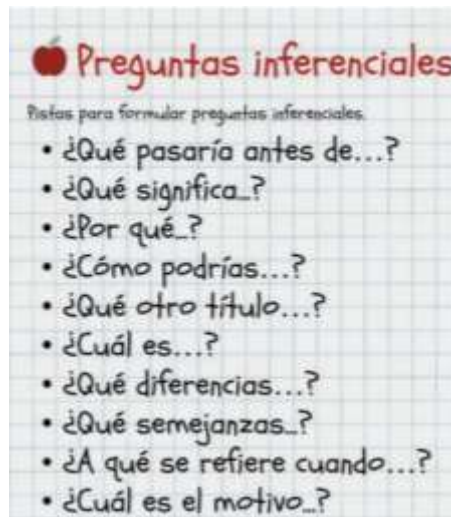 Preguntas inferenciales
Pistas para formular preguntas inferenciales.
• ¿Qué pasaría antes de...?
• ¿Qué significa...?
• ¿Por qué...?
• ¿Cómo podrías...?
• ¿Qué otro título...?
• ¿Cuál es...?
• ¿Qué diferencias...?
• ¿Qué semejanzas...?
• ¿A qué se refiere cuando...?
• ¿Cuál es el motivo...?